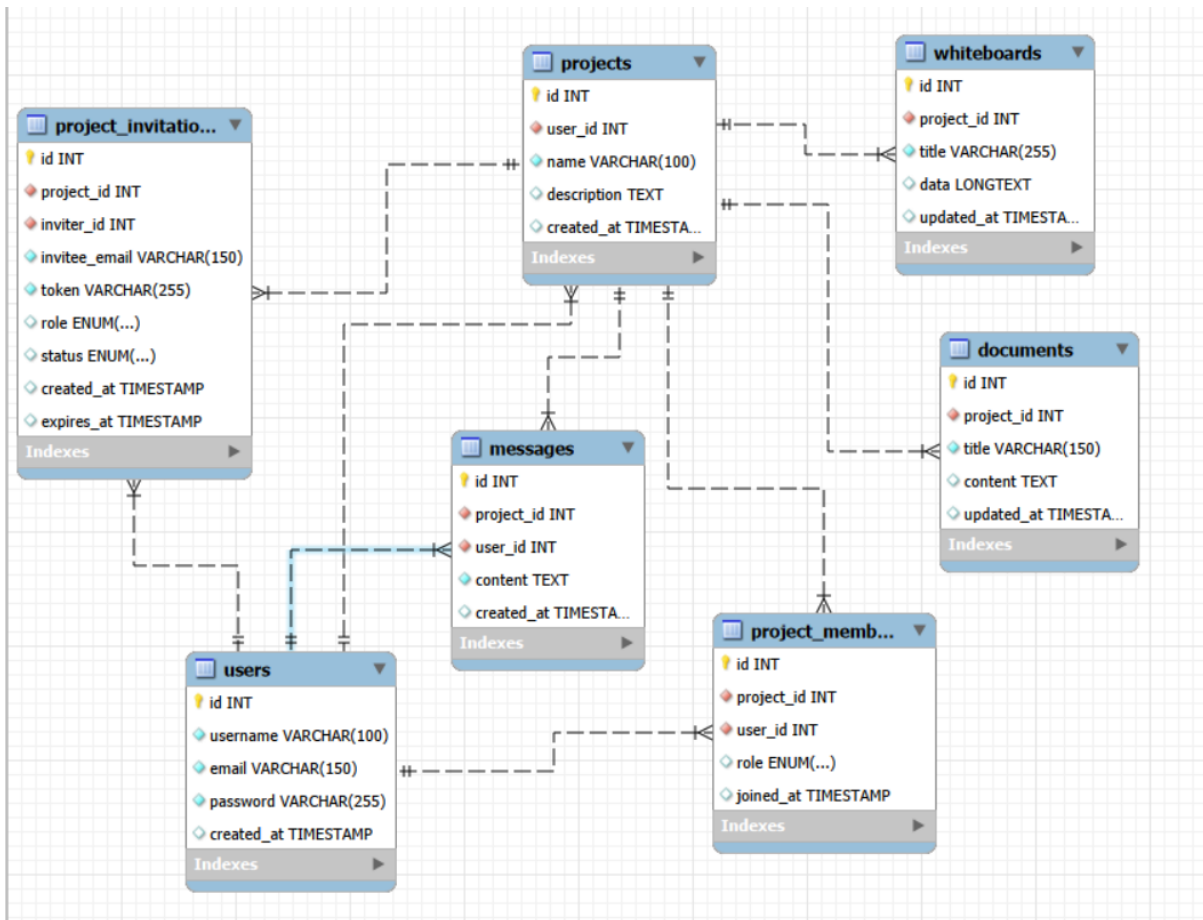 project_invitatio...
id INT
project_id INT
inviter_id INT
invitee_email VARCHAR(150)
token VARCHAR(255)
role ENUM(...)
status ENUM(...)
created_at TIMESTAMP
expires_at TIMESTAMP
Indexes
projects
id INT
user_id INT
name VARCHAR(100)
description TEXT
created_at TIMESTA...
Indexes
whiteboards
id INT
project_id INT
title VARCHAR(255)
data LONGTEXT
updated_at TIMESTA...
Indexes
documents
id INT
project_id INT
title VARCHAR(150)
content TEXT
updated_at TIMESTA...
Indexes
messages
id INT
project_id INT
user_id INT
content TEXT
created_at TIMESTA...
Indexes
users
id INT
username VARCHAR(100)
email VARCHAR(150)
password VARCHAR(255)
created_at TIMESTAMP
Indexes
project_memb...
id INT
project_id INT
user_id INT
role ENUM(...)
joined_at TIMESTAMP
Indexes